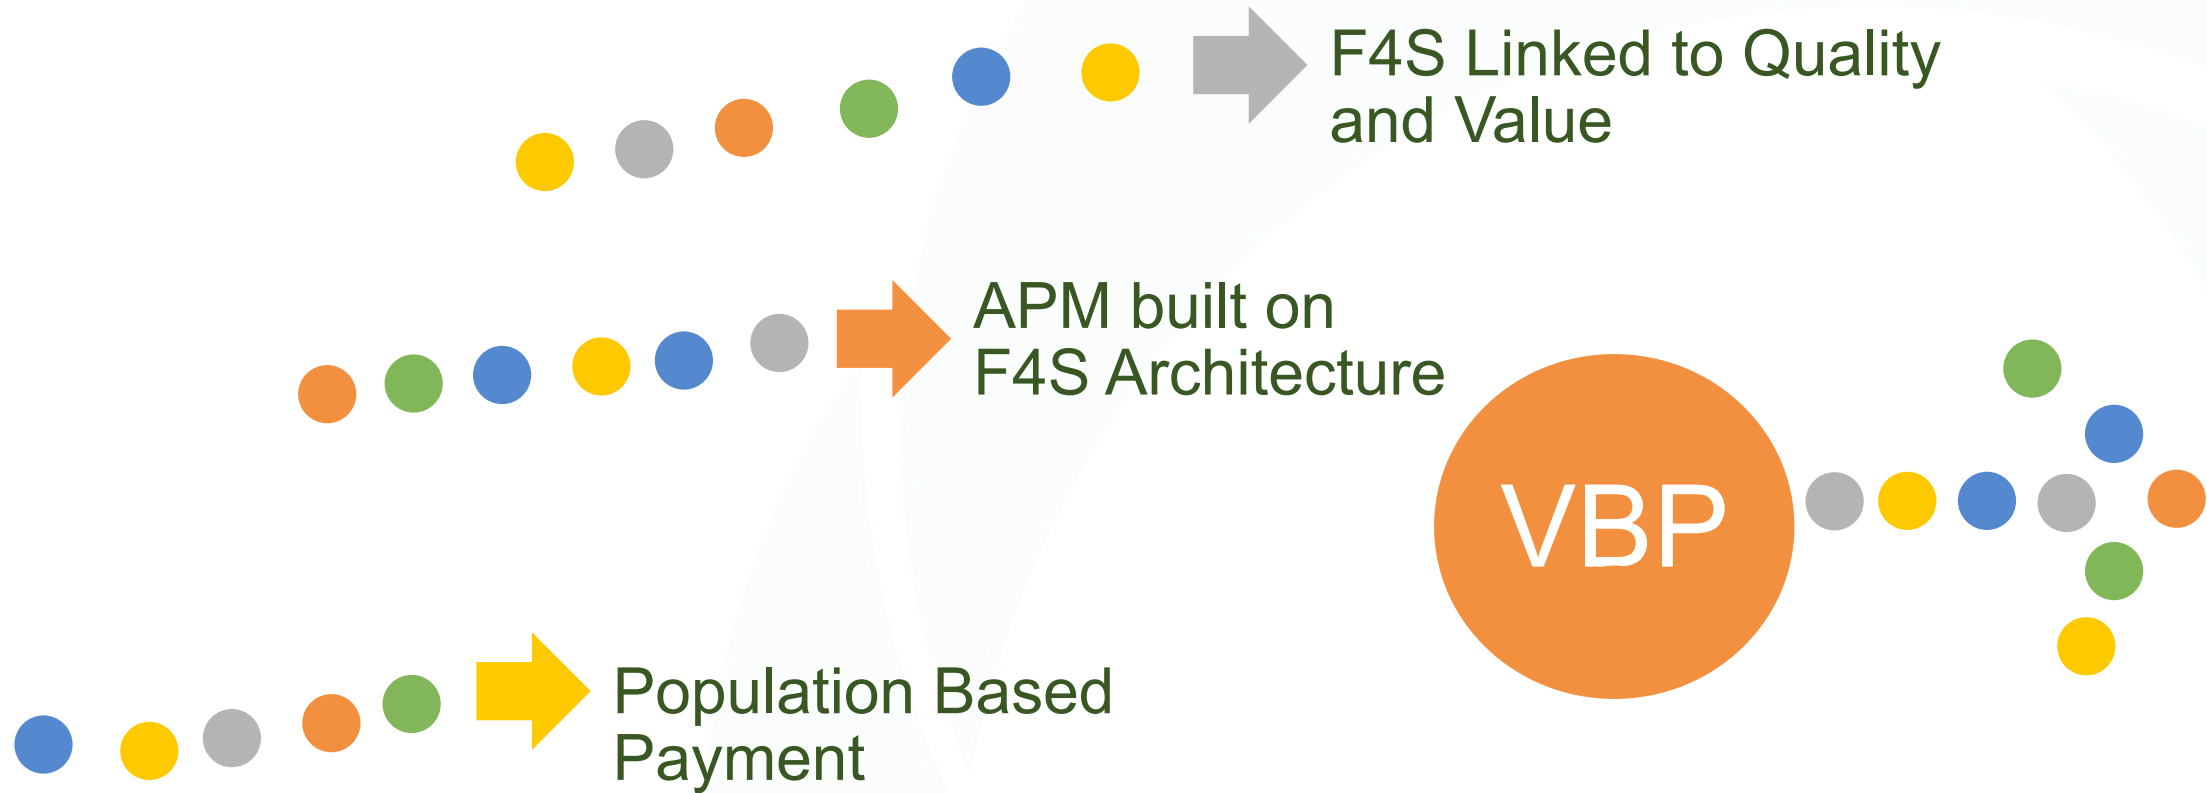 F4S Linked to Quality
and Value
APM built on
F4S Architecture
VBP
Population Based
Payment